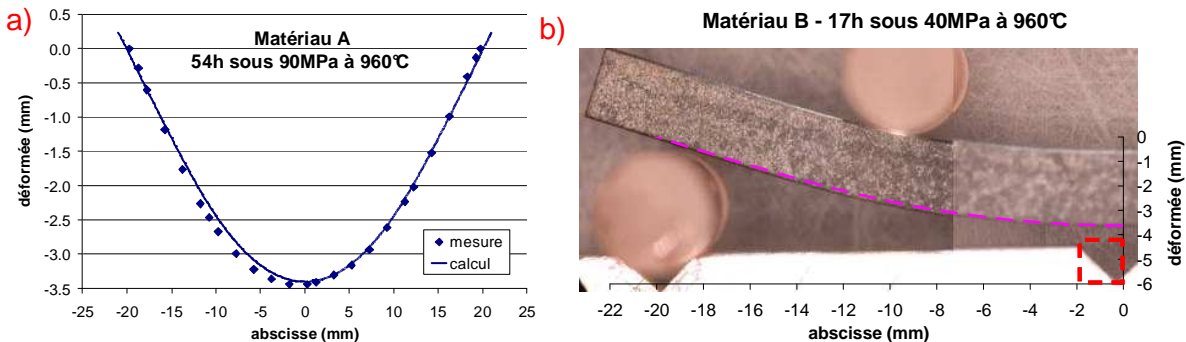 a)
Matériau A
54h sous 90MPa à 960℃
déformée (mm)
0.0
-0.5
-1.0
-1.5
-2.0
-2.5
-3.0
-3.5
mesure
calcul
-25 -20 -15 -10 -5 0 5 10 15 20 25
abscisse (mm)
b)
Matériau B - 17h sous 40MPa à 960℃
0
-1
-2
-3
-4
-5
-6
déformée (mm)
-22 -20 -18 -16 -14 -12 -10 -8 -6 -4 -2 0
abscisse (mm)